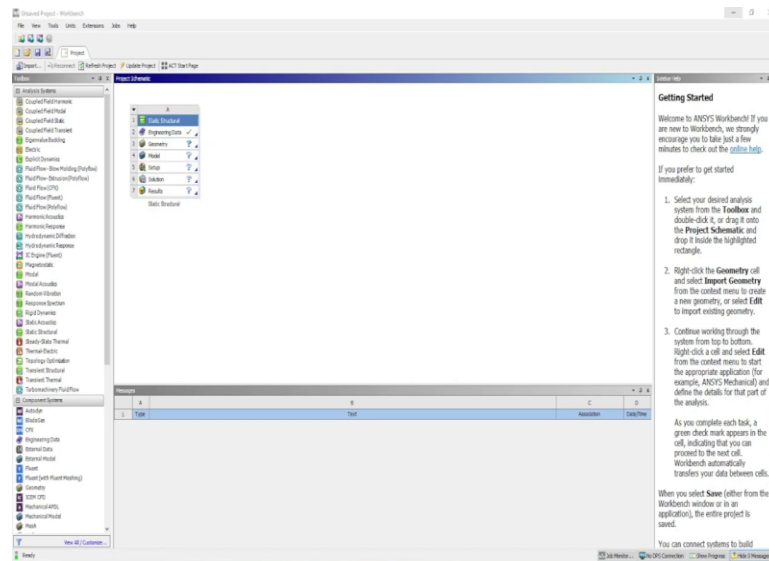 Unsaved Project - Workbench
File View Tools Units Extensions Jobs Help
Project
Import... Reconnect Refresh Project Update Project ACT Start Page
Toolbox
Analysis Systems
Coupled Field Harmonic
Coupled Field Modal
Coupled Field Static
Coupled Field Transient
Eigenvalue Buckling
Electric
Explicit Dynamics
Fluid Flow - Blow Molding (Polyflow)
Fluid Flow - Extrusion (Polyflow)
Fluid Flow (CFX)
Fluid Flow (Fluent)
Fluid Flow (Polyflow)
Harmonic Acoustics
Harmonic Response
Hydrodynamic Diffraction
Hydrodynamic Response
IC Engine (Fluent)
Magnetostatic
Modal
Modal Acoustics
Random Vibration
Response Spectrum
Rigid Dynamics
Static Acoustics
Static Structural
Steady-State Thermal
Thermal-Electric
Topology Optimization
Transient Structural
Transient Thermal
Turbomachinery Fluid Flow
Component Systems
Autodyn
BladeGen
CFX
Engineering Data
External Data
External Model
Fluent
Fluent (with Fluent Meshing)
Geometry
ICEM CFD
Mechanical APDL
Mechanical Model
Mesh
View All / Customize...
Ready
Project Schematic
A
1 Static Structural
2 Engineering Data
3 Geometry
4 Model
5 Setup
6 Solution
7 Results
Static Structural
Messages
A B C D
1 Type Text Association Date/Time
Sidebar Help
Getting Started
Welcome to ANSYS Workbench! If you
are new to Workbench, we strongly
encourage you to take just a few
minutes to check out the online help.
If you prefer to get started
immediately:
1. Select your desired analysis
system from the Toolbox and
double-click it, or drag it onto
the Project Schematic and
drop it inside the highlighted
rectangle.
2. Right-click the Geometry cell
and select Import Geometry
from the context menu to create
a new geometry, or select Edit
to import existing geometry.
3. Continue working through the
system from top to bottom.
Right-click a cell and select Edit
from the context menu to start
the appropriate application (for
example, ANSYS Mechanical) and
define the details for that part of
the analysis.
As you complete each task, a
green check mark appears in the
cell, indicating that you can
proceed to the next cell.
Workbench automatically
transfers your data between cells.
When you select Save (either from the
Workbench window or in an
application), the entire project is
saved.
You can connect systems to build
Job Monitor... No DPS Connection Show Progress Hide 0 Messages